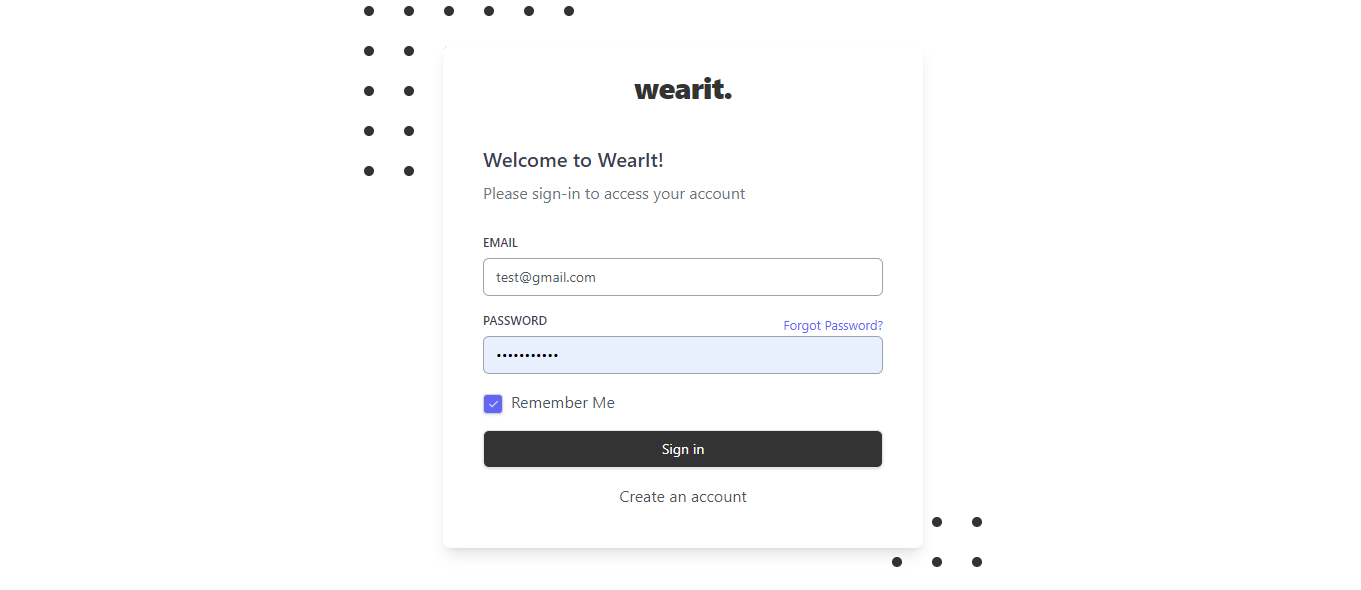 wearit.
Welcome to WearIt!
Please sign-in to access your account
EMAIL
test@gmail.com
PASSWORD
Forgot Password?
•••••••••••
Remember Me
Sign in
Create an account